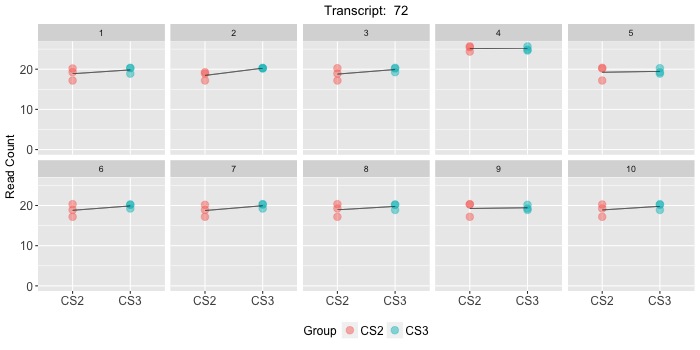 Transcript:  72
1 2 3 4 5
20
10
0
Read Count
6 7 8 9 10
20
10
0
CS2 CS3 CS2 CS3 CS2 CS3 CS2 CS3 CS2 CS3
Group CS2 CS3